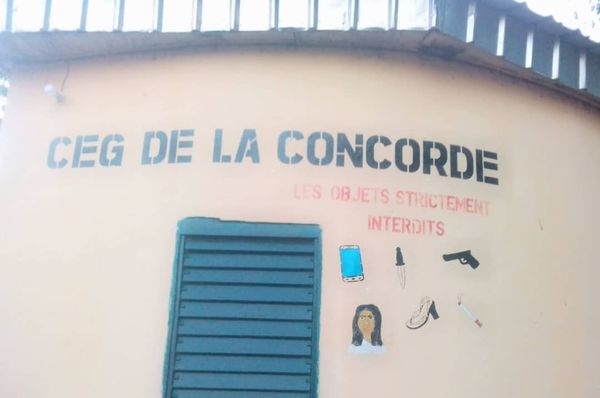 CEG DE LA CONCORDE
LES OBJETS STRICTEMENT
INTERDITS